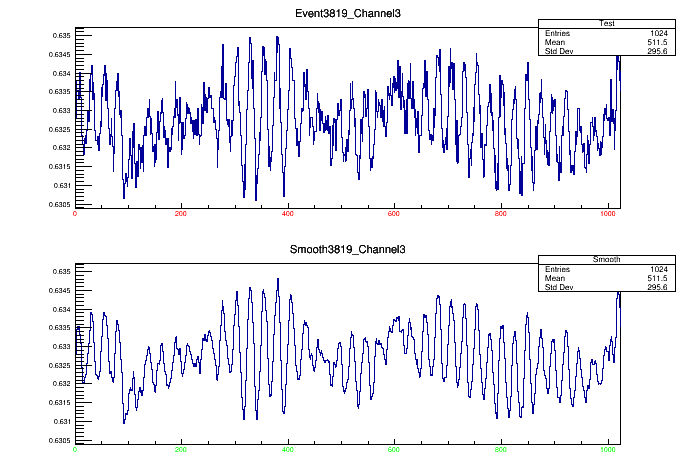 Event3819_Channel3
Test
Entries 1024
Mean 511.5
Std Dev 295.6
0.635
0.6345
0.634
0.6335
0.633
0.6325
0.632
0.6315
0.631
0.6305
0 200 400 600 800 1000
Smooth3819_Channel3
Smooth
Entries 1024
Mean 511.5
Std Dev 295.6
0.635
0.6345
0.634
0.6335
0.633
0.6325
0.632
0.6315
0.631
0.6305
0 200 400 600 800 1000